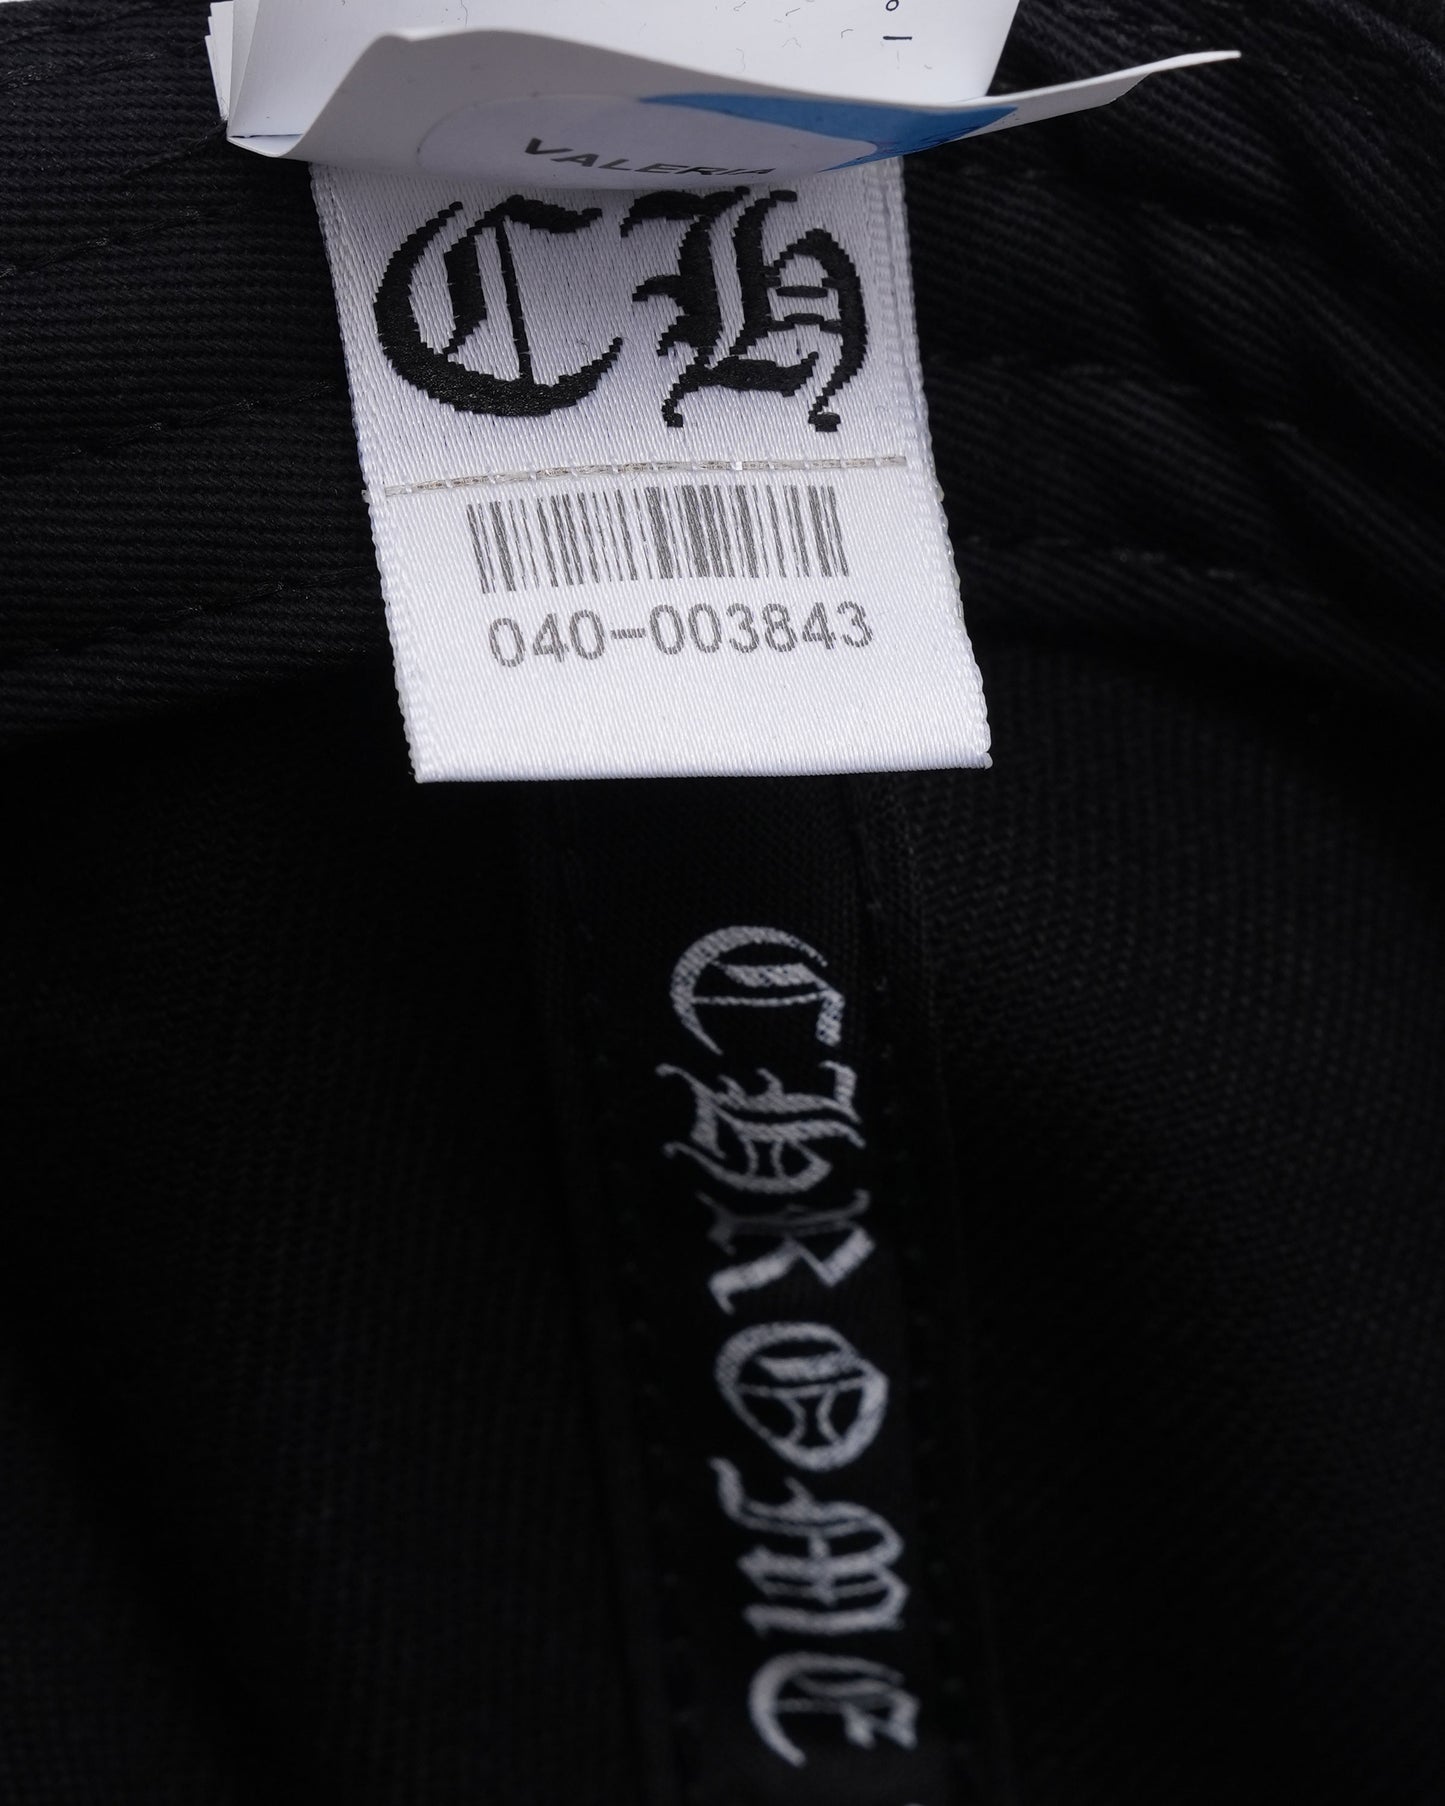 VALERIA
CH
040-003843
CHROME